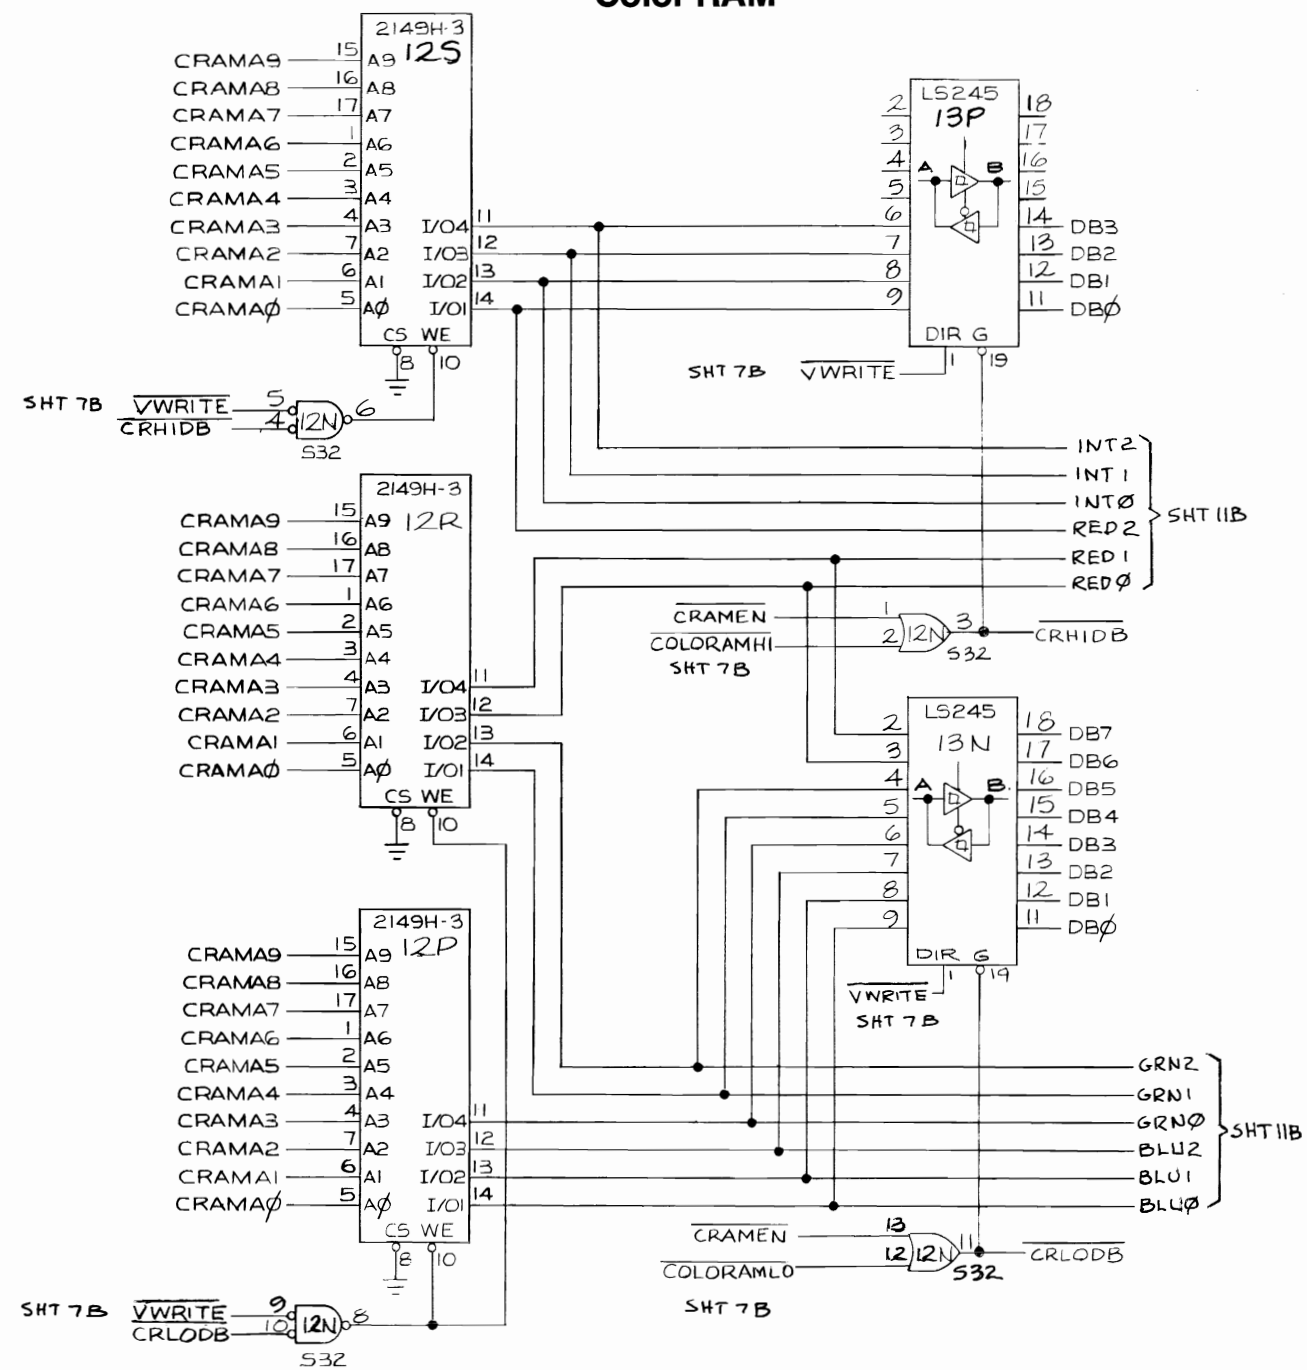 Color RAM
2149H-3
12S
CRAMA9 15 A9
CRAMA8 16 A8
CRAMA7 17 A7
CRAMA6 1 A6
CRAMA5 2 A5
CRAMA4 3 A4
CRAMA3 4 A3 I/O4 11
CRAMA2 7 A2 I/O3 12
CRAMA1 6 A1 I/O2 13
CRAMAØ 5 AØ I/O1 14
CS WE
8 10
SHT 7B VWRITE 5
CRHIDB 4
12N 6
S32
LS245
13P
2 18
3 17
4 16
A B
5 15
6 14 DB3
7 13 DB2
8 12 DB1
9 11 DBØ
DIR G
1 19
SHT 7B VWRITE
INT2
INT1
INTØ
RED2
RED1
REDØ
SHT 11B
CRAMEN 1
COLORAMHI 2
12N 3
S32
CRHIDB
SHT 7B
2149H-3
12R
CRAMA9 15 A9
CRAMA8 16 A8
CRAMA7 17 A7
CRAMA6 1 A6
CRAMA5 2 A5
CRAMA4 3 A4
CRAMA3 4 A3 I/O4 11
CRAMA2 7 A2 I/O3 12
CRAMA1 6 A1 I/O2 13
CRAMAØ 5 AØ I/O1 14
CS WE
8 10
LS245
13N
2 18 DB7
3 17 DB6
4 16 DB5
A B
5 15 DB4
6 14 DB3
7 13 DB2
8 12 DB1
9 11 DBØ
DIR G
1 19
VWRITE
SHT 7B
2149H-3
12P
CRAMA9 15 A9
CRAMA8 16 A8
CRAMA7 17 A7
CRAMA6 1 A6
CRAMA5 2 A5
CRAMA4 3 A4
CRAMA3 4 A3 I/O4 11
CRAMA2 7 A2 I/O3 12
CRAMA1 6 A1 I/O2 13
CRAMAØ 5 AØ I/O1 14
CS WE
8 10
GRN2
GRN1
GRNØ
BLU2
BLU1
BLUØ
SHT 11B
CRAMEN 13
COLORAMLO 12
12N 11
S32
CRLODB
SHT 7B
SHT 7B VWRITE 9
CRLODB 10
12N 8
S32